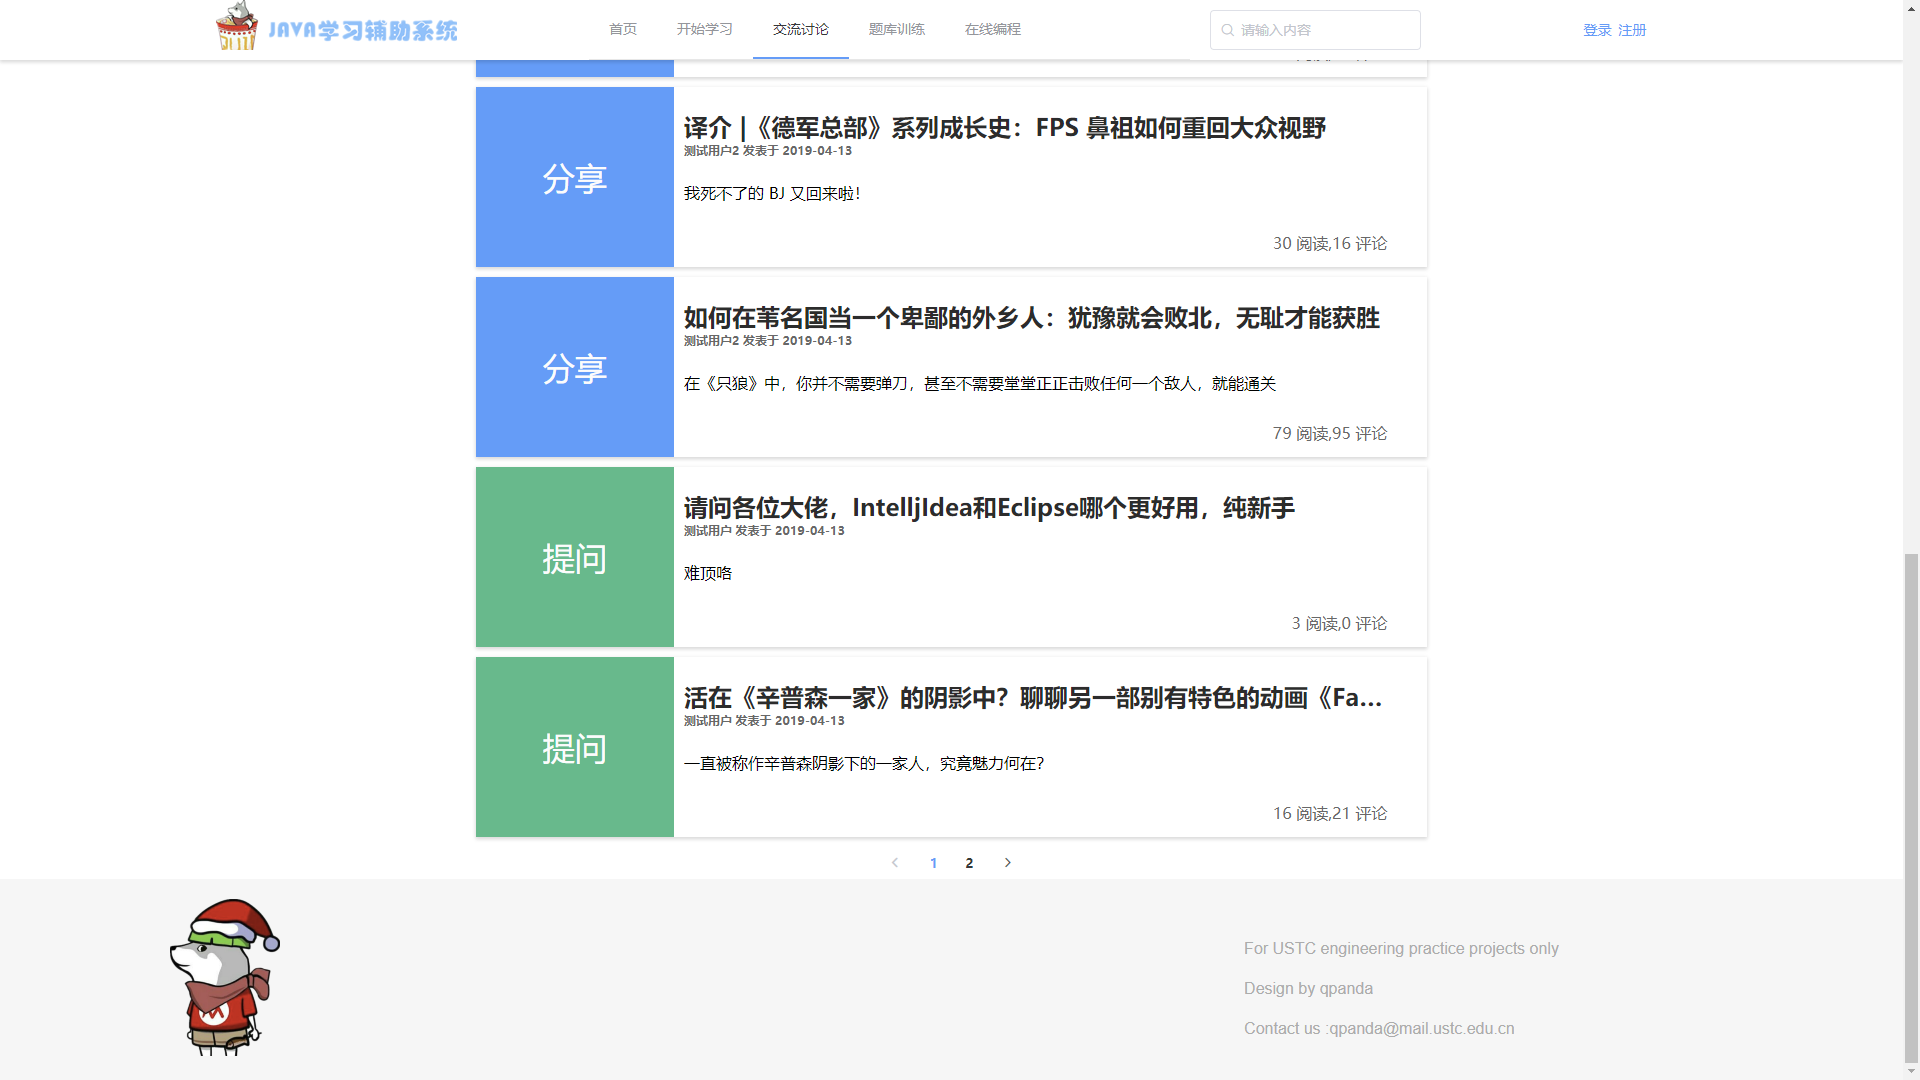 JAVA学习辅助系统
首页 开始学习 交流讨论 题库训练 在线编程
请输入内容
登录 注册
分享
译介 |《德军总部》系列成长史：FPS 鼻祖如何重回大众视野
测试用户2 发表于 2019-04-13
我死不了的 BJ 又回来啦！
30 阅读,16 评论
分享
如何在苇名国当一个卑鄙的外乡人：犹豫就会败北，无耻才能获胜
测试用户2 发表于 2019-04-13
在《只狼》中，你并不需要弹刀，甚至不需要堂堂正正击败任何一个敌人，就能通关
79 阅读,95 评论
提问
请问各位大佬，IntelljIdea和Eclipse哪个更好用，纯新手
测试用户 发表于 2019-04-13
难顶咯
3 阅读,0 评论
提问
活在《辛普森一家》的阴影中？聊聊另一部别有特色的动画《Fa...
测试用户 发表于 2019-04-13
一直被称作辛普森阴影下的一家人，究竟魅力何在？
16 阅读,21 评论
1 2
For USTC engineering practice projects only
Design by qpanda
Contact us :qpanda@mail.ustc.edu.cn